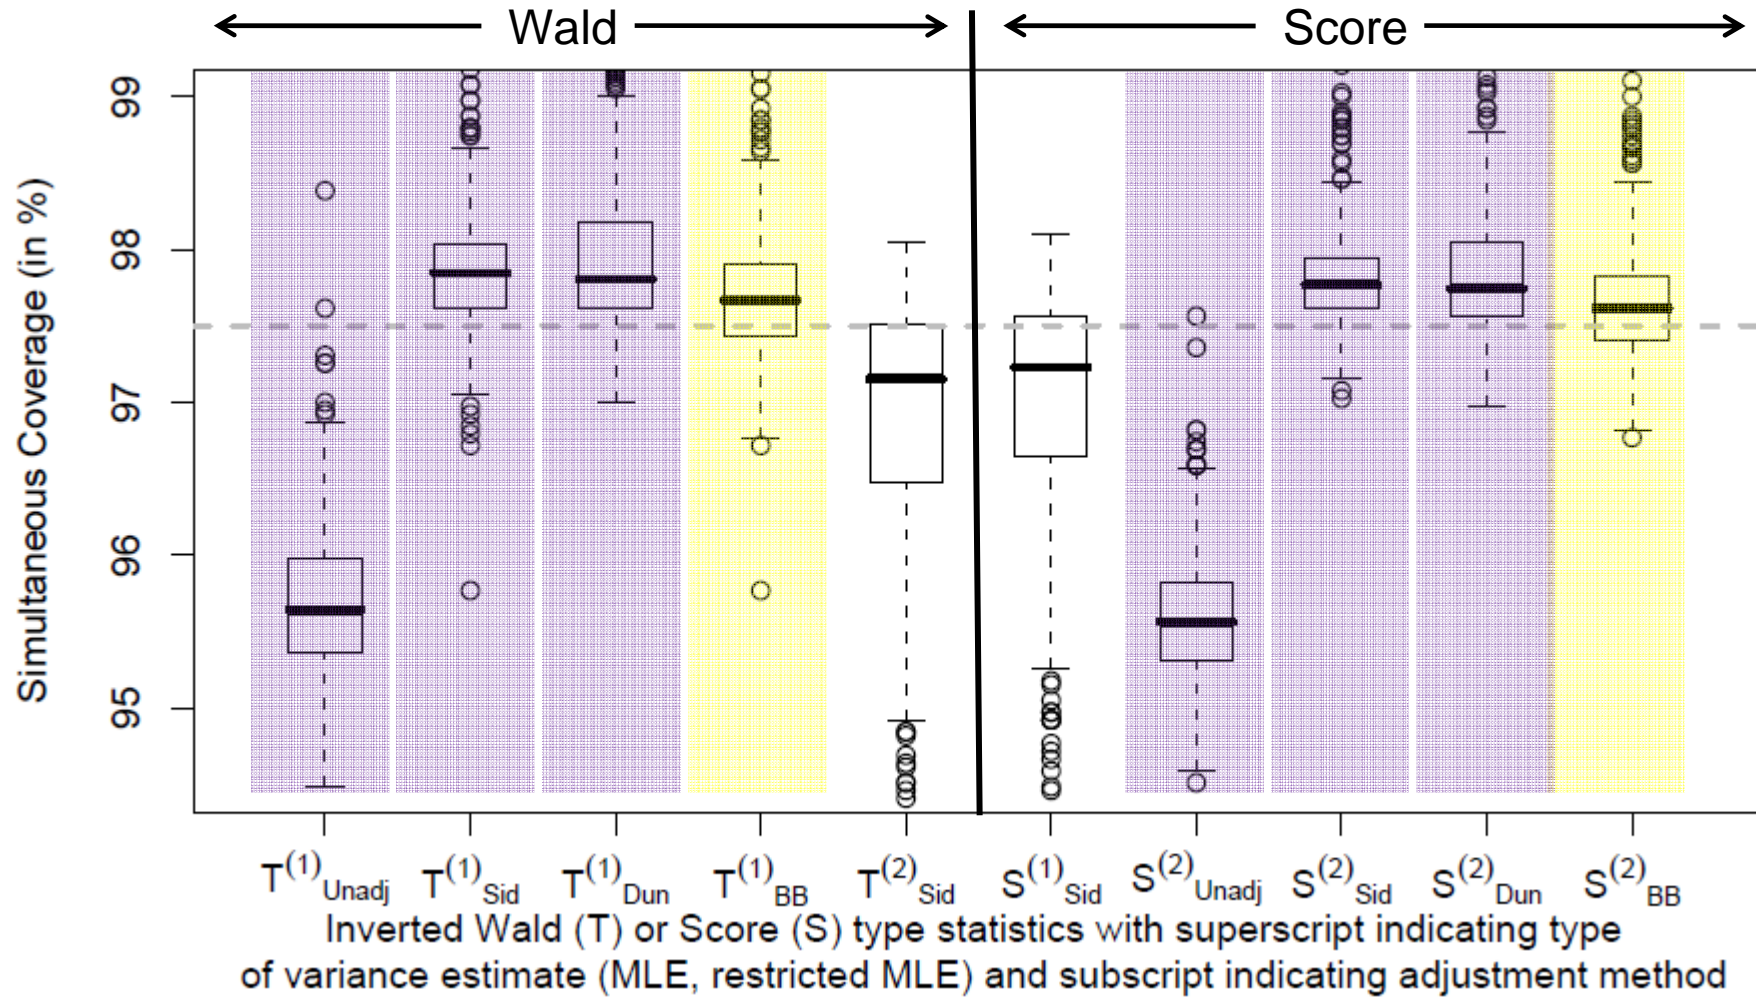 Wald Score
Simultaneous Coverage (in %)
99
98
97
96
95
T(1)Unadj T(1)Sid T(1)Dun T(1)BB T(2)Sid S(1)Sid S(2)Unadj S(2)Sid S(2)Dun S(2)BB
Inverted Wald (T) or Score (S) type statistics with superscript indicating type
of variance estimate (MLE, restricted MLE) and subscript indicating adjustment method